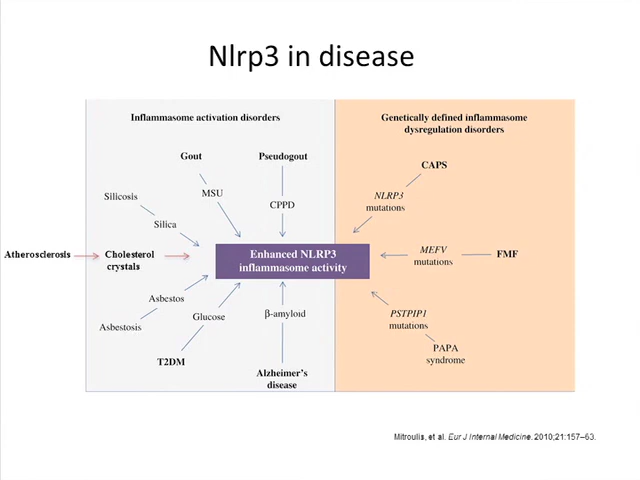 Nlrp3 in disease
Inflammasome activation disorders
Genetically defined inflammasome
dysregulation disorders
Gout
Pseudogout
CAPS
Silicosis
MSU
NLRP3
mutations
CPPD
Silica
Atherosclerosis
Cholesterol
crystals
Enhanced NLRP3
inflammasome activity
MEFV
mutations
FMF
Asbestos
Glucose
β-amyloid
PSTPIP1
mutations
Asbestosis
T2DM
Alzheimer's
disease
PAPA
syndrome
Mitroulis, et al. Eur J Internal Medicine. 2010;21:157–63.